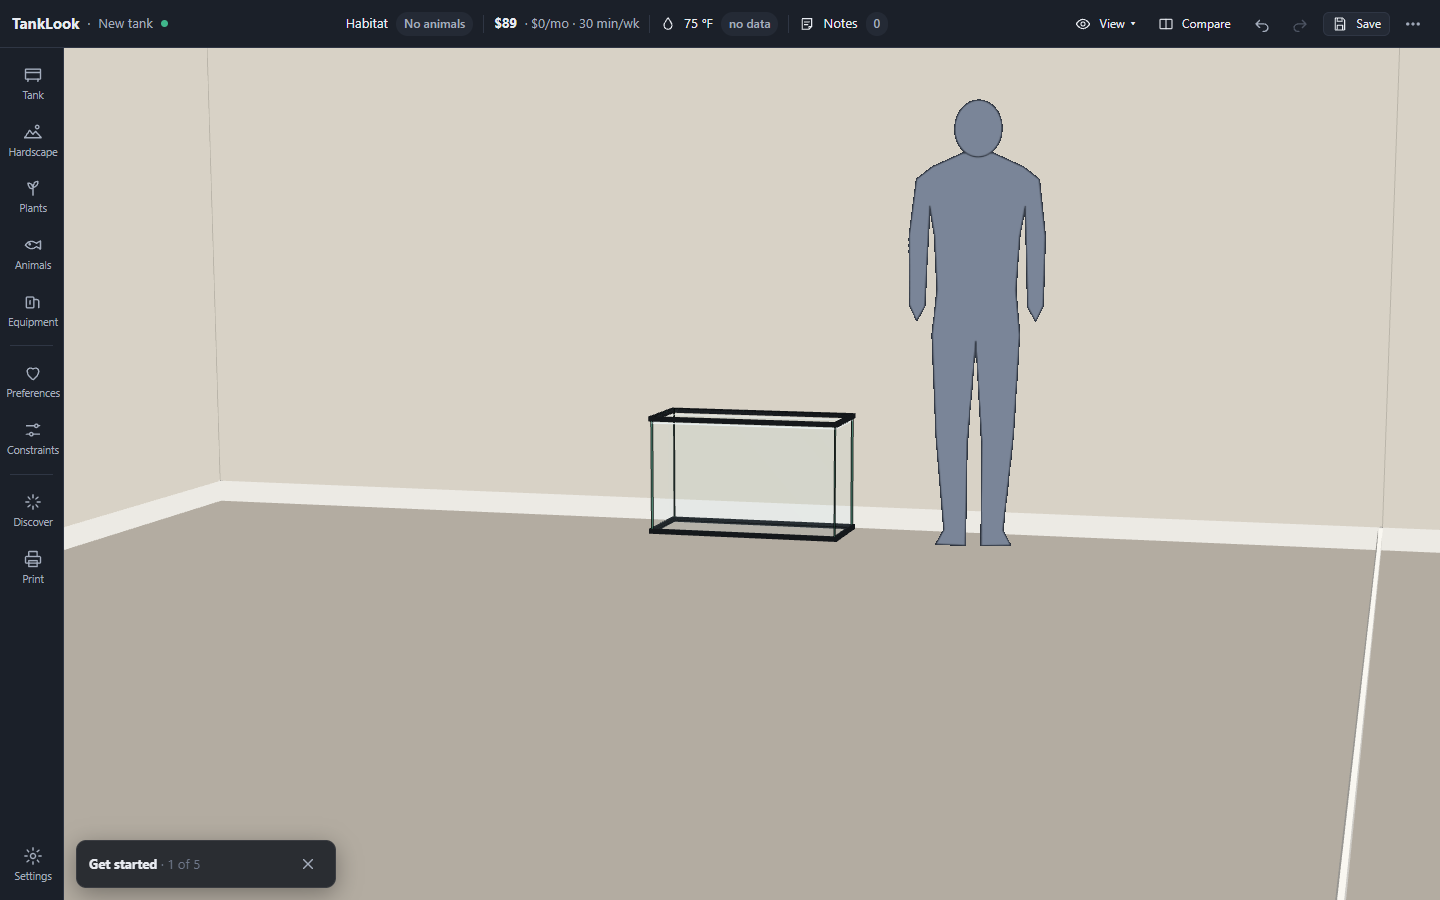 TankLook · New tank
Habitat No animals $89 · $0/mo · 30 min/wk 75 °F no data Notes 0
View Compare Save
Tank
Hardscape
Plants
Animals
Equipment
Preferences
Constraints
Discover
Print
Settings
Get started · 1 of 5